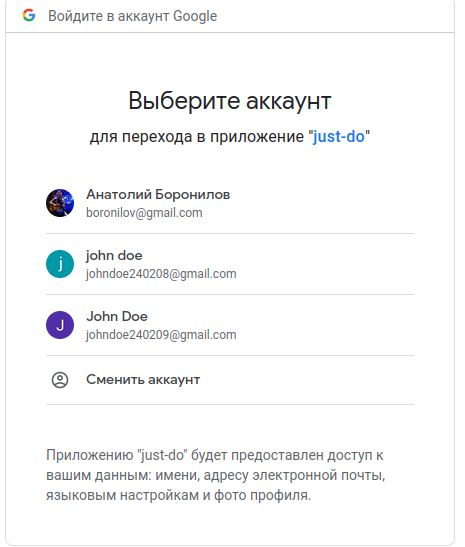 Войдите в аккаунт Google
Выберите аккаунт
для перехода в приложение "just-do"
Анатолий Боронилов
boronilov@gmail.com
j
john doe
johndoe240208@gmail.com
J
John Doe
johndoe240209@gmail.com
Сменить аккаунт
Приложению "just-do" будет предоставлен доступ к
вашим данным: имени, адресу электронной почты,
языковым настройкам и фото профиля.